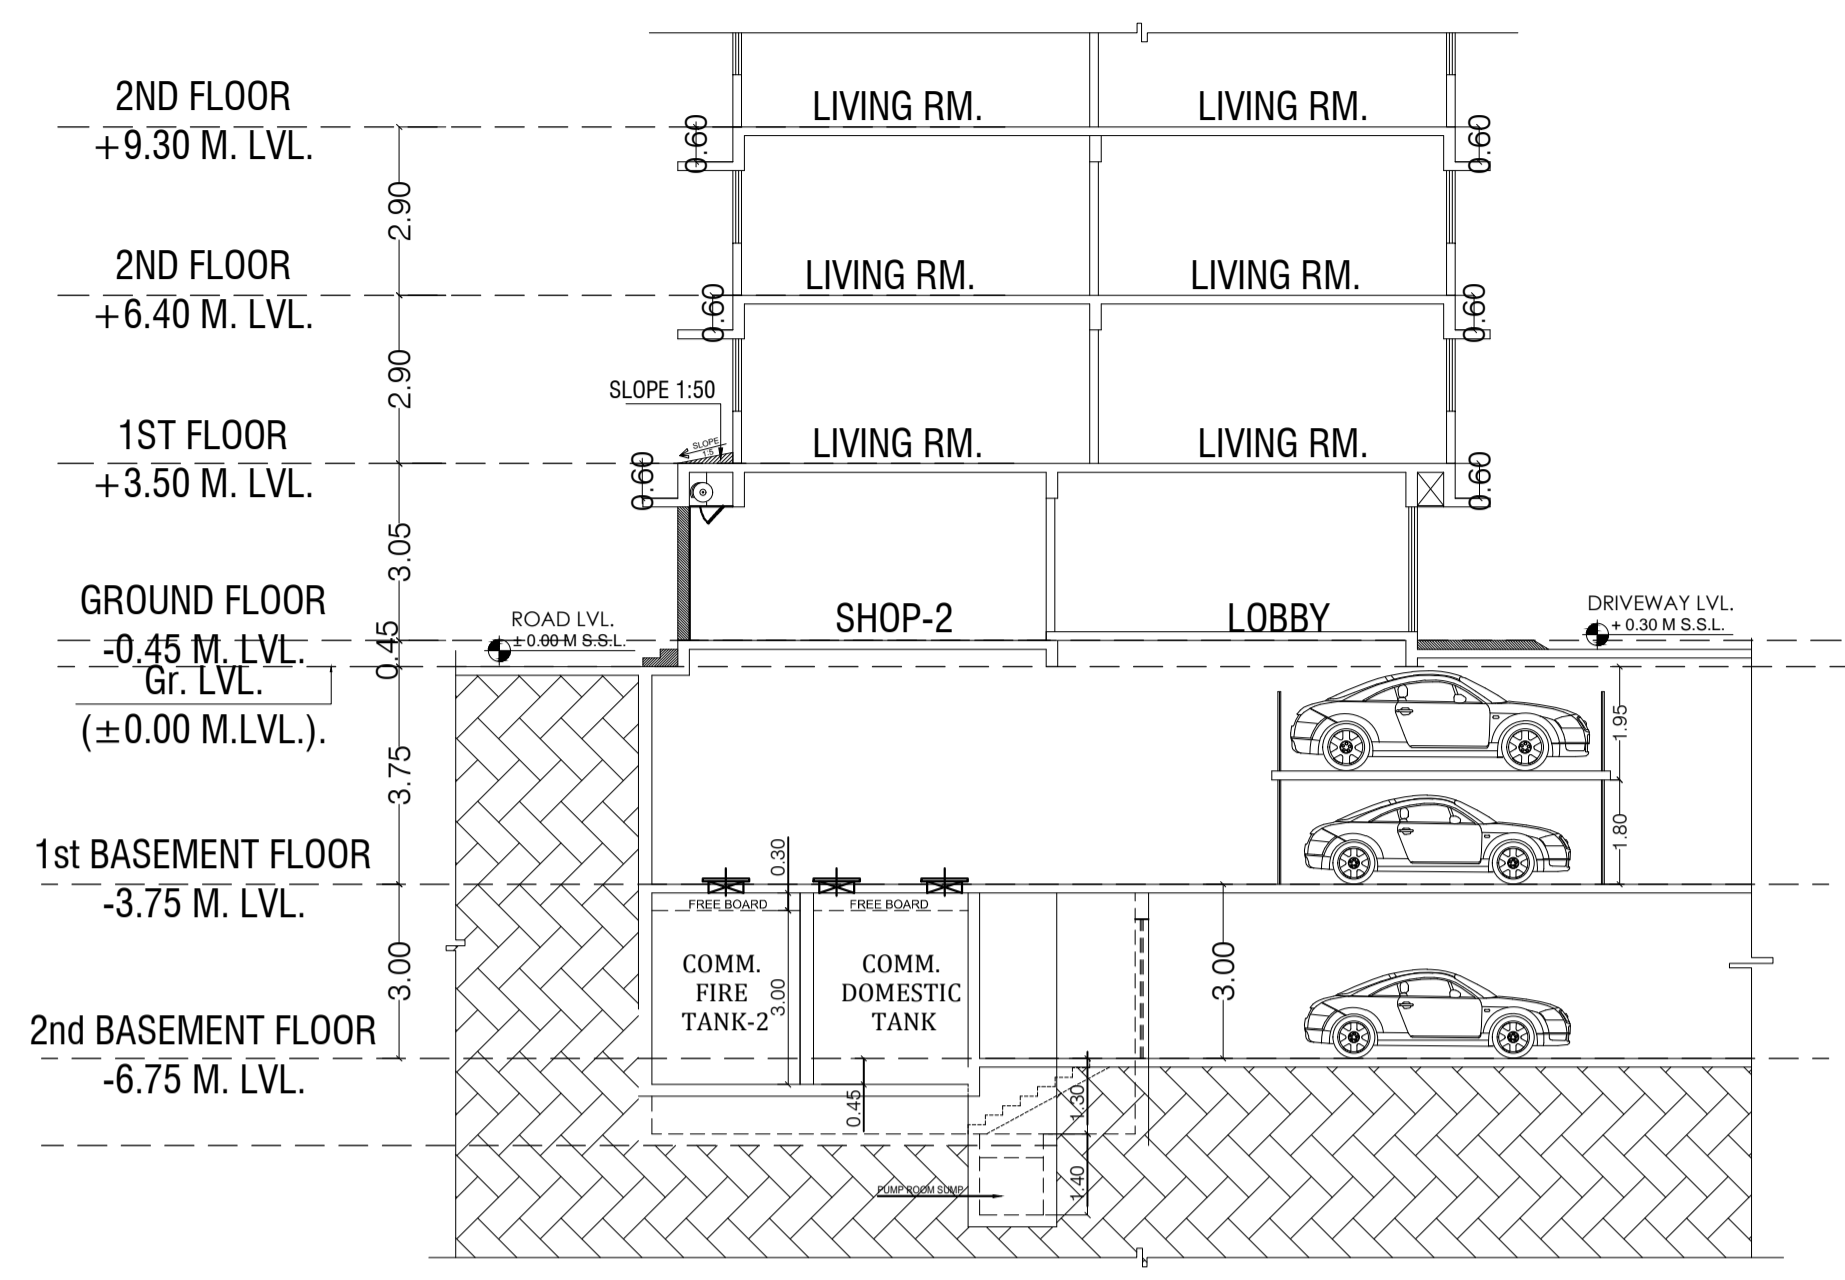 2ND FLOOR
+9.30 M. LVL.
LIVING RM.
LIVING RM.
0.60
0.60
2.90
2ND FLOOR
+6.40 M. LVL.
LIVING RM.
LIVING RM.
0.60
0.60
2.90
SLOPE 1:50
SLOPE
1:5
1ST FLOOR
+3.50 M. LVL.
LIVING RM.
LIVING RM.
0.60
0.60
3.05
GROUND FLOOR
-0.45 M. LVL.
0.45
ROAD LVL.
±0.00 M S.S.L.
SHOP-2
LOBBY
DRIVEWAY LVL.
+ 0.30 M S.S.L.
Gr. LVL.
(±0.00 M.LVL.).
3.75
1.95
1.80
1st BASEMENT FLOOR
-3.75 M. LVL.
0.30
FREE BOARD
FREE BOARD
3.00
COMM.
FIRE
TANK-2
3.00
COMM.
DOMESTIC
TANK
3.00
2nd BASEMENT FLOOR
-6.75 M. LVL.
0.45
1.30
1.40
PUMP ROOM SUMP